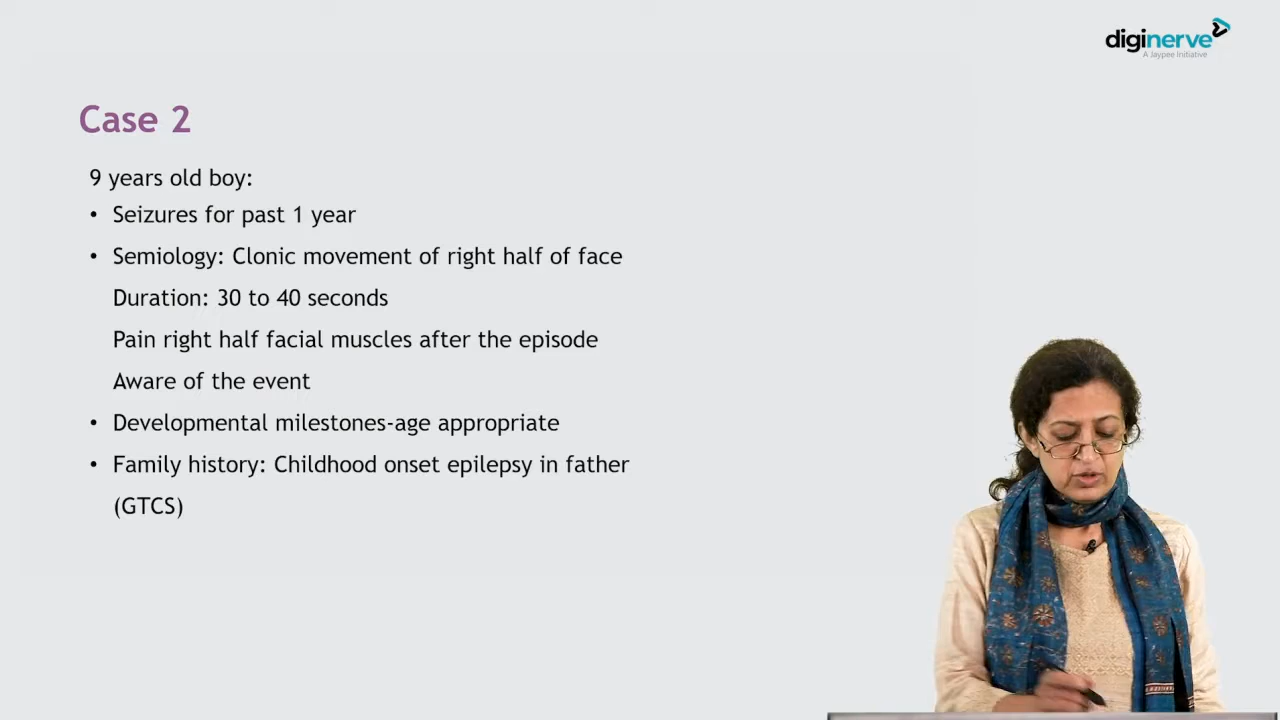 diginerve
A Jaypee Initiative
Case 2
9 years old boy:
• Seizures for past 1 year
• Semiology: Clonic movement of right half of face
Duration: 30 to 40 seconds
Pain right half facial muscles after the episode
Aware of the event
• Developmental milestones-age appropriate
• Family history: Childhood onset epilepsy in father
(GTCS)